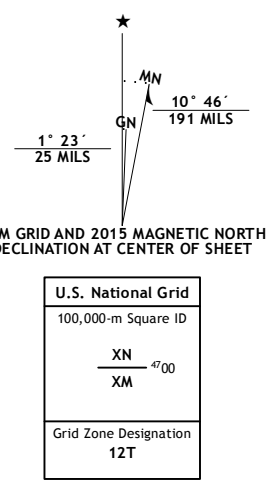 ★
MN
GN
1° 23´
25 MILS
10° 46´
191 MILS
M GRID AND 2015 MAGNETIC NORTH
DECLINATION AT CENTER OF SHEET
U.S. National Grid
100,000-m Square ID
XN
XM
4700
Grid Zone Designation
12T